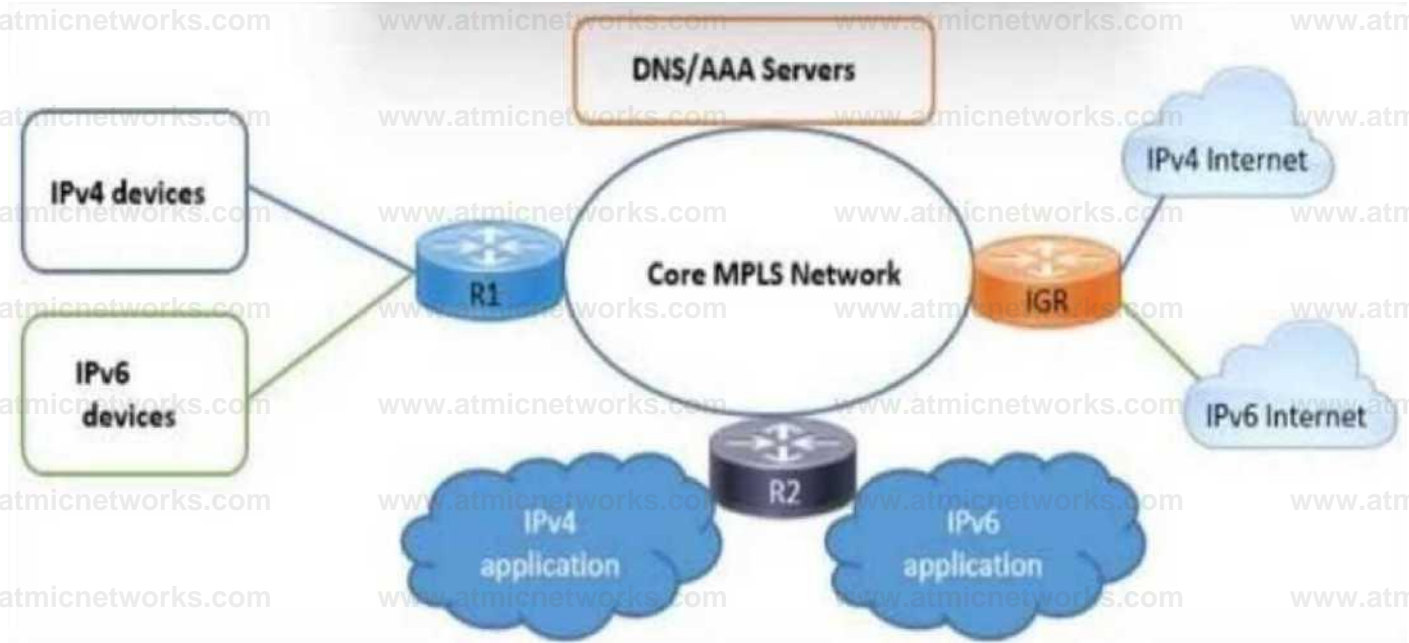 www.atmicnetworks.com
DNS/AAA Servers
IPv4 devices
IPv4 Internet
R1
Core MPLS Network
IGR
IPv6
devices
IPv6 Internet
R2
IPv4
application
IPv6
application